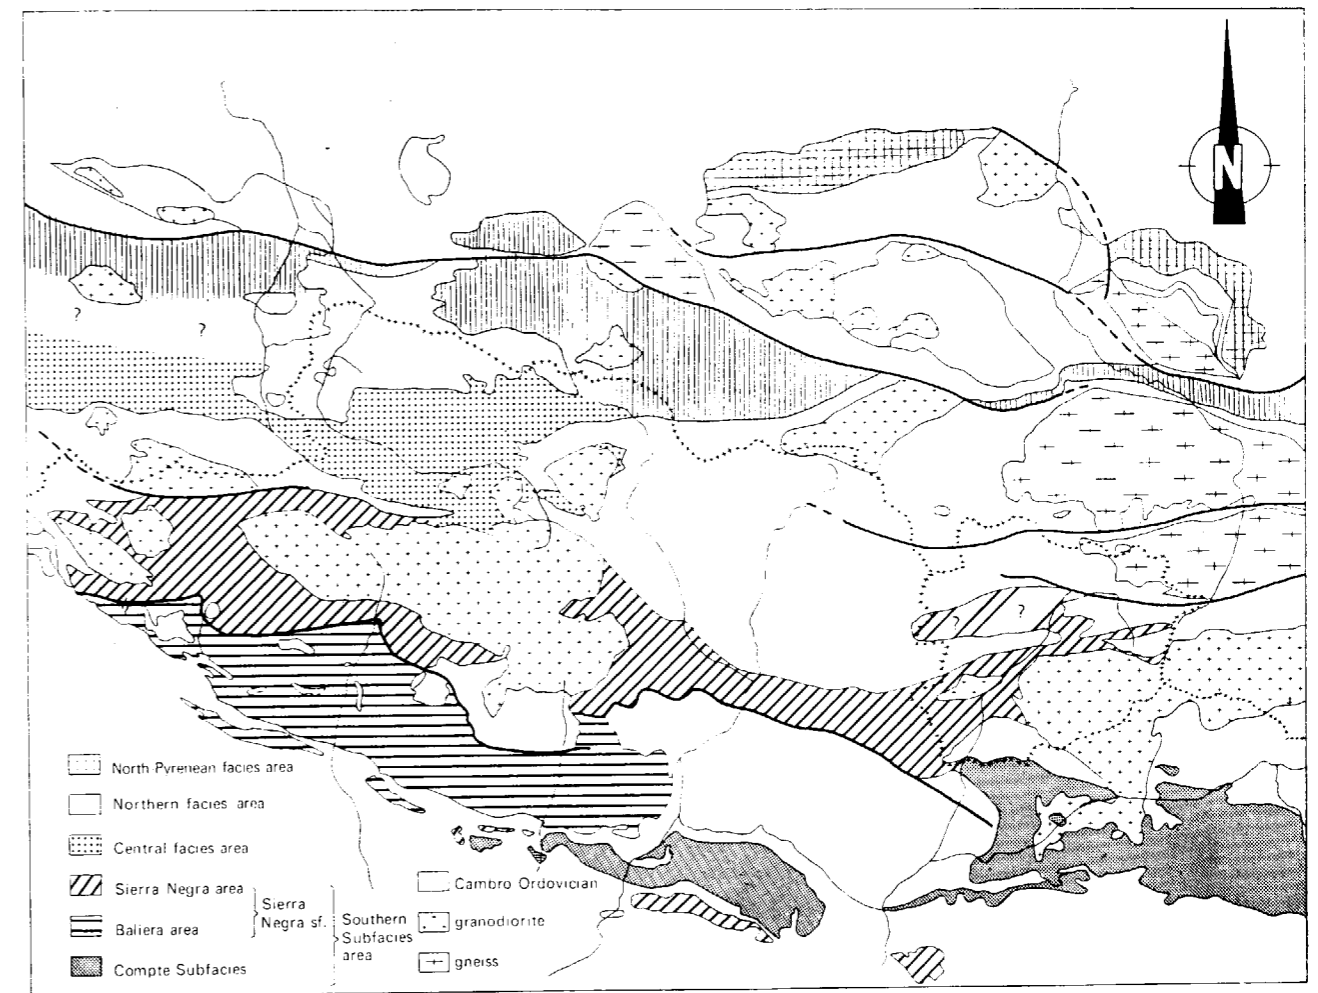 N
?
?
?
North Pyrenean facies area
Northern facies area
Central facies area
Sierra Negra area
Baliera area
Compte Subfacies
Sierra
Negra sf.
Southern
Subfacies
area
Cambro Ordovician
granodiorite
gneiss